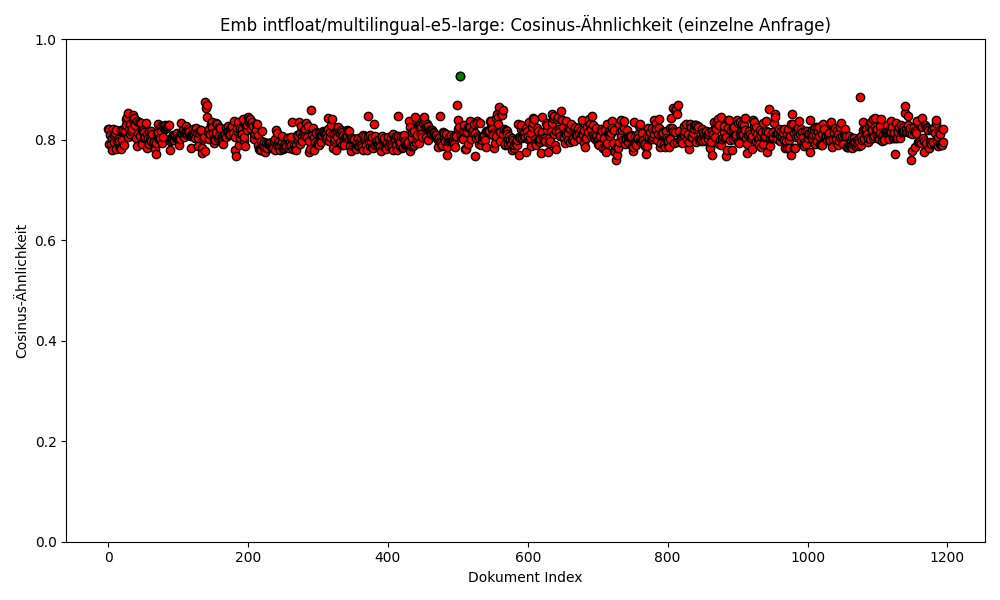 Emb intfloat/multilingual-e5-large: Cosinus-Ähnlichkeit (einzelne Anfrage)
1.0
0.8
0.6
0.4
0.2
0.0
Cosinus-Ähnlichkeit
0 200 400 600 800 1000 1200
Dokument Index